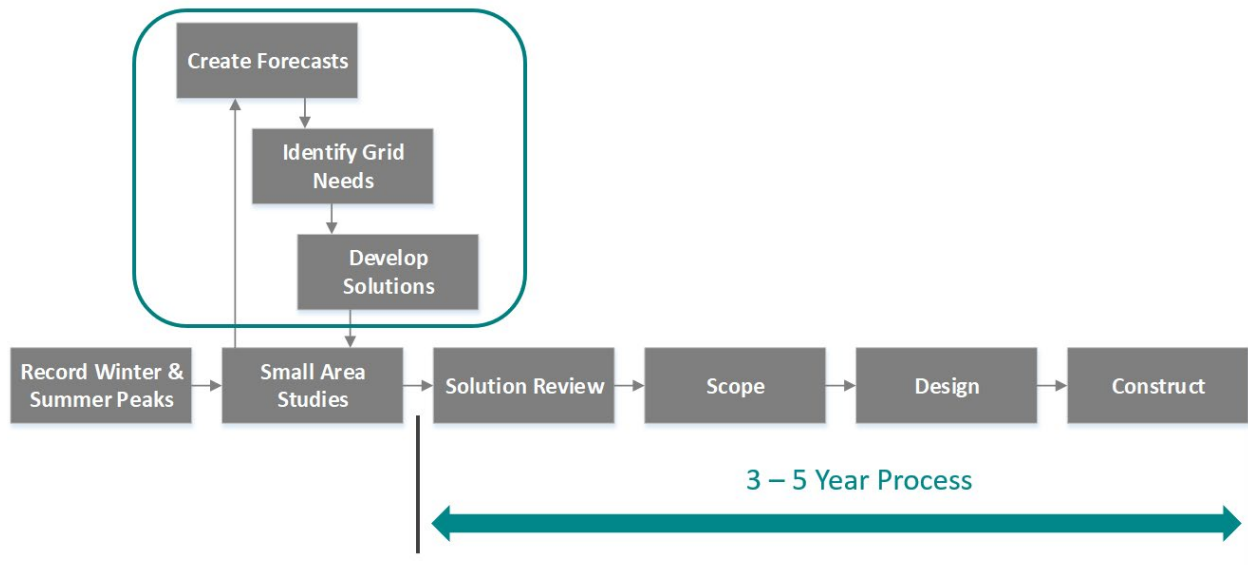 Create Forecasts
Identify Grid
Needs
Develop
Solutions
Record Winter &
Summer Peaks
Small Area
Studies
Solution Review
Scope
Design
Construct
3 – 5 Year Process